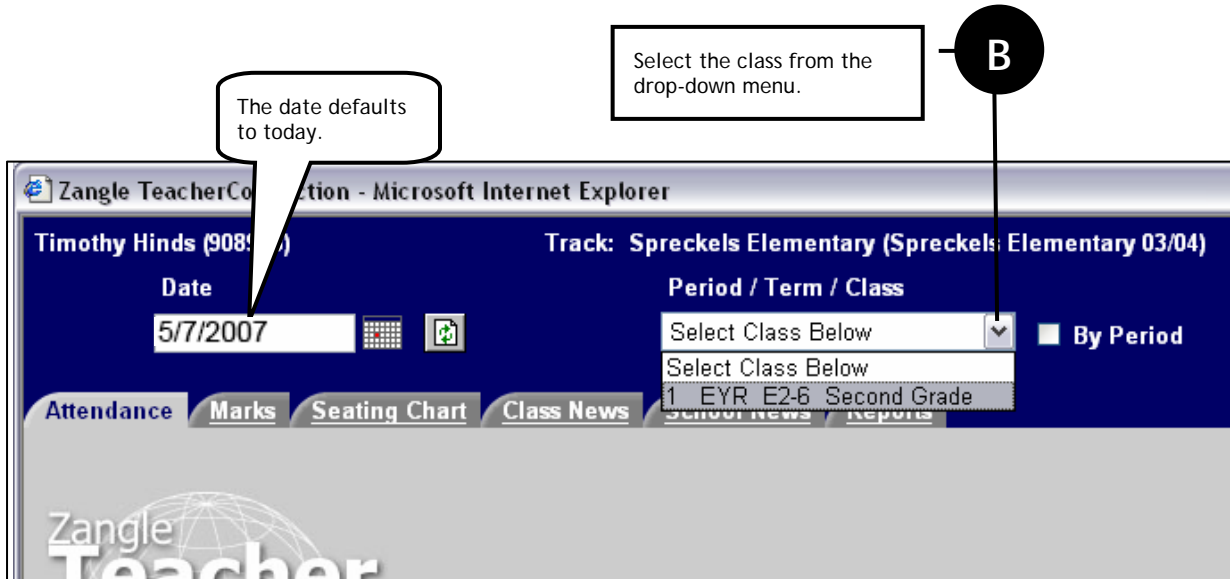 B
Select the class from the
drop-down menu.
The date defaults
to today.
Zangle TeacherCo ction - Microsoft Internet Explorer
Timothy Hinds Track: Spreckels Elementary (Spreckels Elementary 03/04)
Date Period / Term / Class
5/7/2007 Select Class Below By Period
Select Class Below
1 EYR E2-6 Second Grade
Attendance Marks Seating Chart Class News School News Reports
Zangle
Teacher